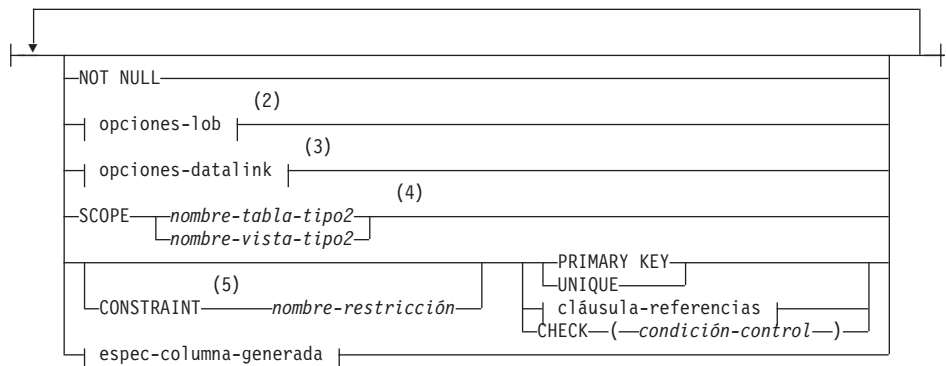 NOT NULL
(2)
opciones-lob
(3)
opciones-datalink
(4)
SCOPE nombre-tabla-tipo2
nombre-vista-tipo2
PRIMARY KEY
(5) UNIQUE
CONSTRAINT nombre-restricción cláusula-referencias
CHECK ( condición-control )
espec-columna-generada